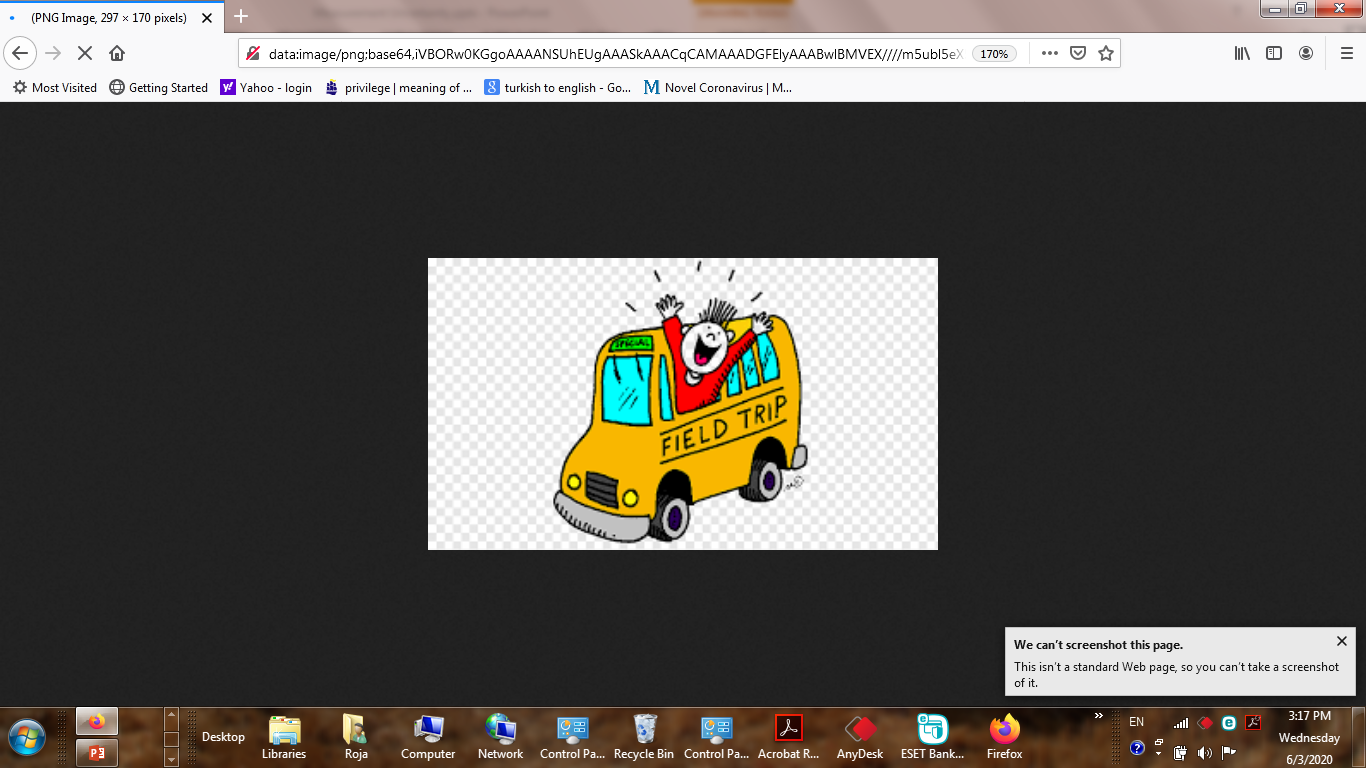 (PNG Image, 297 × 170 pixels)
data:image/png;base64,iVBORw0KGgoAAAANSUhEUgAAASkAAACqCAMAAADGFElyAAABwlBMVEX////m5ubl5eX
170%
Most Visited
Getting Started
Yahoo - login
privilege | meaning of ...
turkish to english - Go...
Novel Coronavirus | M...
SPECIAL
FIELD TRIP
We can't screenshot this page.
This isn't a standard Web page, so you can't take a screenshot
of it.
Desktop
Libraries
Roja
Computer
Network
Control Pa...
Recycle Bin
Control Pa...
Acrobat R...
AnyDesk
ESET Bank...
Firefox
EN
3:17 PM
Wednesday
6/3/2020